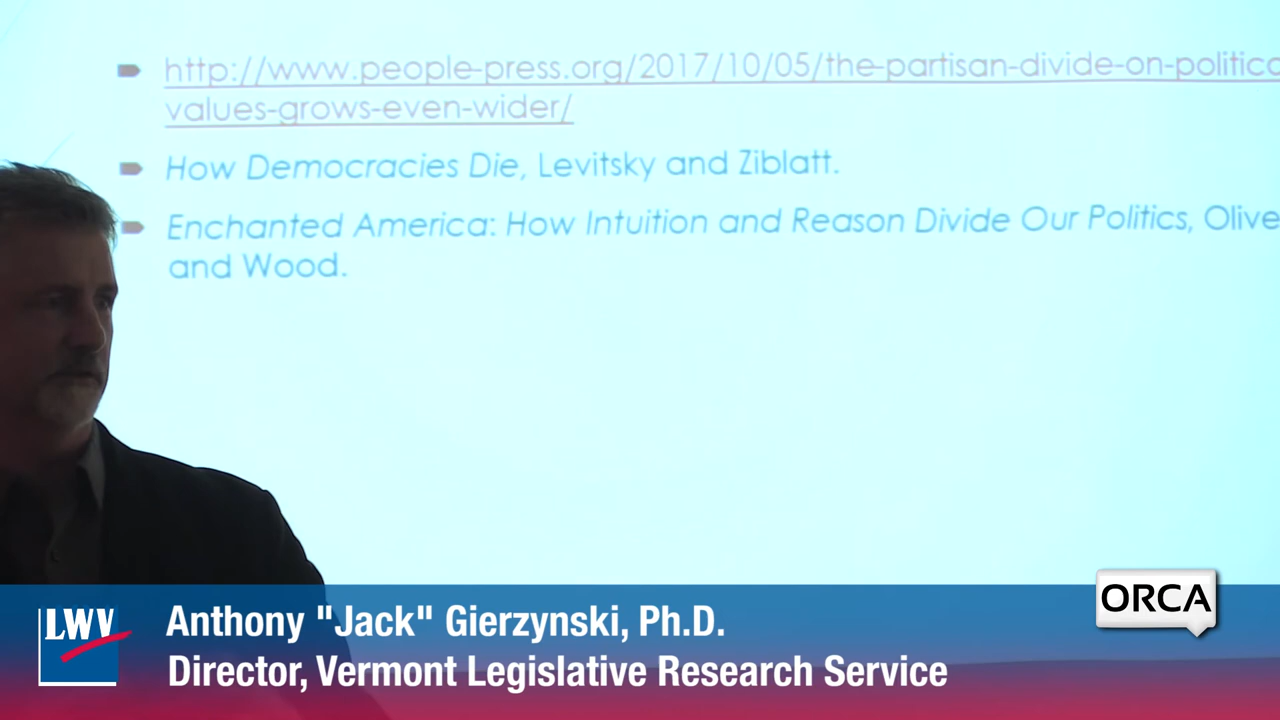 http://www.people-press.org/2017/10/05/the-partisan-divide-on-politica
values-grows-even-wider/
How Democracies Die, Levitsky and Ziblatt.
Enchanted America: How Intuition and Reason Divide Our Politics, Olive
and Wood.
ORCA
LWV
Anthony "Jack" Gierzynski, Ph.D.
Director, Vermont Legislative Research Service